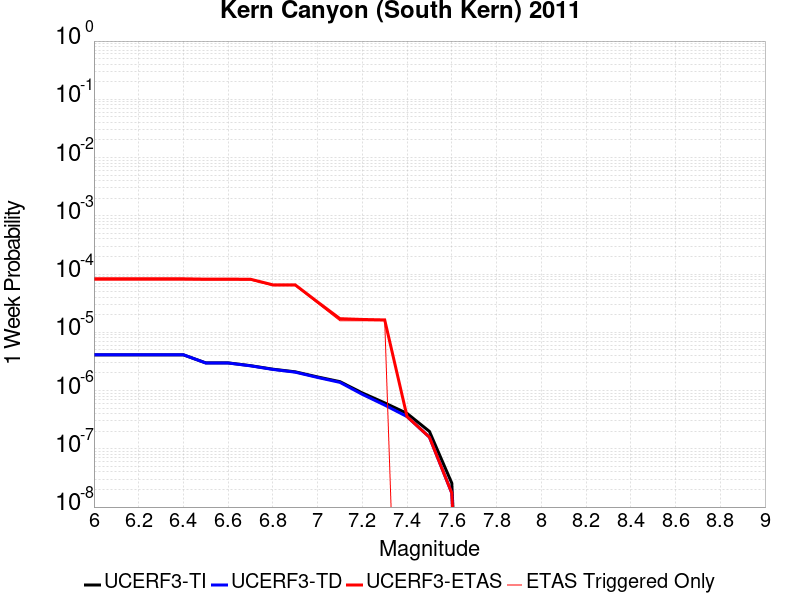 Kern Canyon (South Kern) 2011
10^0
10^-1
10^-2
10^-3
10^-4
10^-5
10^-6
10^-7
10^-8
1 Week Probability
6 6.2 6.4 6.6 6.8 7 7.2 7.4 7.6 7.8 8 8.2 8.4 8.6 8.8 9
Magnitude
UCERF3-TI UCERF3-TD UCERF3-ETAS ETAS Triggered Only